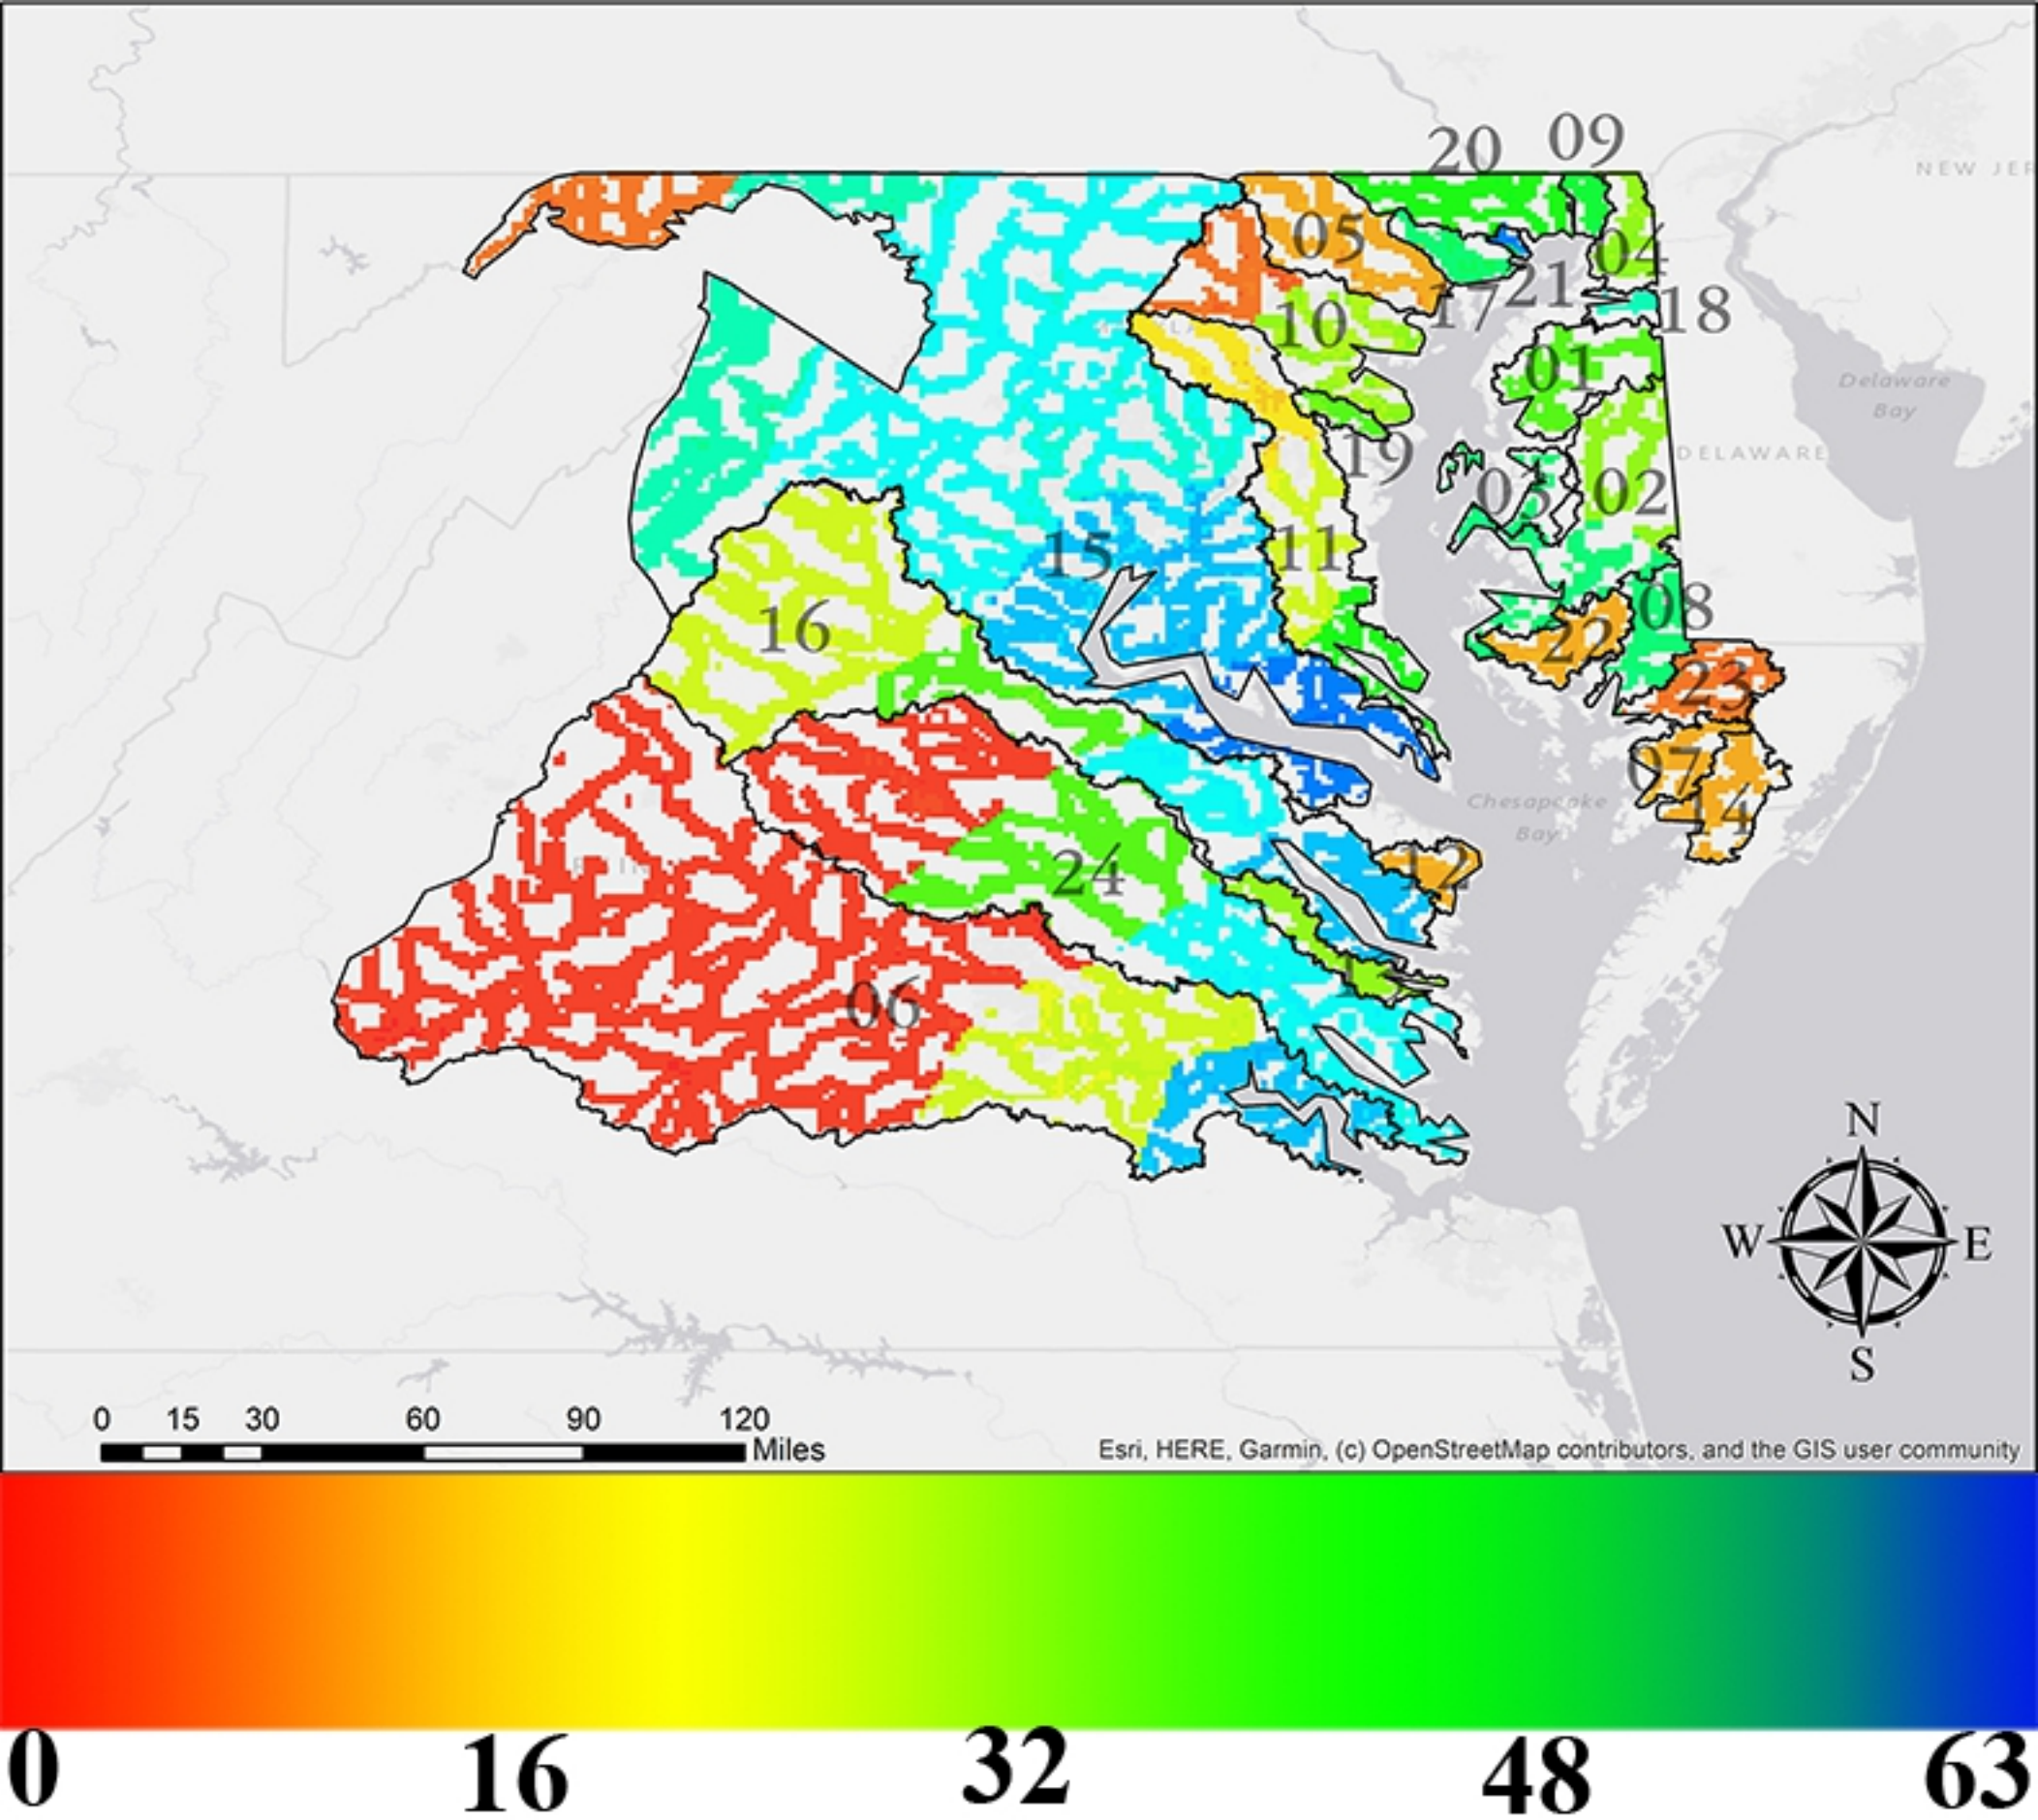 20 09
NEW JER
05
04
21
17
18
10
01
Delaware
Bay
19
DELAWARE
03 02
11
15
08
16
22
23
07
Chesapeake
Bay
14
12
24
06
N
W E
S
0 15 30 60 90 120
Miles
Esri, HERE, Garmin, (c) OpenStreetMap contributors, and the GIS user community
0 16 32 48 63